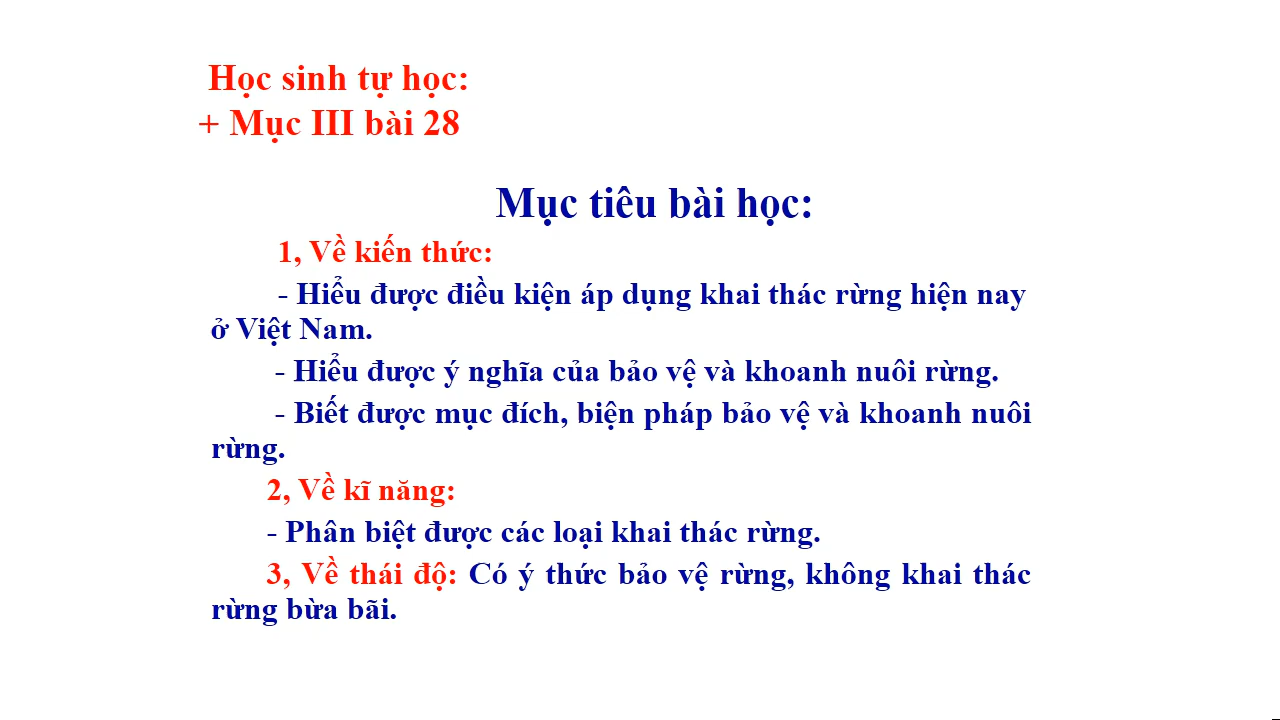 Học sinh tự học:
+ Mục III bài 28
Mục tiêu bài học:
1, Về kiến thức:
- Hiểu được điều kiện áp dụng khai thác rừng hiện nay
ở Việt Nam.
- Hiểu được ý nghĩa của bảo vệ và khoanh nuôi rừng.
- Biết được mục đích, biện pháp bảo vệ và khoanh nuôi
rừng.
2, Về kĩ năng:
- Phân biệt được các loại khai thác rừng.
3, Về thái độ: Có ý thức bảo vệ rừng, không khai thác
rừng bừa bãi.